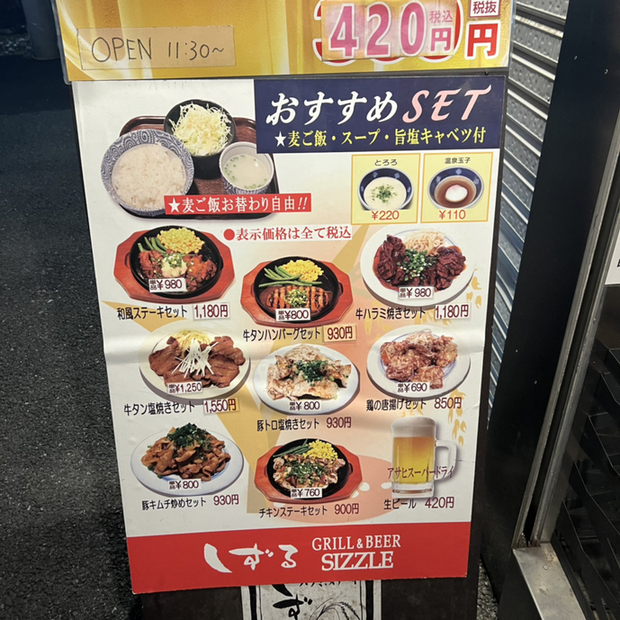 OPEN 11:30~
420円 税込
円 税抜
おすすめSET
★麦ご飯・スープ・旨塩キャベツ付
とろろ
¥220
温泉玉子
¥110
★麦ご飯お替わり自由!!
●表示価格は全て税込
単品¥980
和風ステーキセット 1,180円
単品¥800
牛タンハンバーグセット 930円
単品¥980
牛ハラミ焼きセット 1,180円
単品¥1,250
牛タン塩焼きセット 1,550円
単品¥800
豚トロ塩焼きセット 930円
単品¥690
鶏の唐揚げセット 850円
単品¥800
豚キムチ炒めセット 930円
単品¥760
チキンステーキセット 900円
アサヒスーパードライ
生ビール 420円
しずる GRILL & BEER
SIZZLE